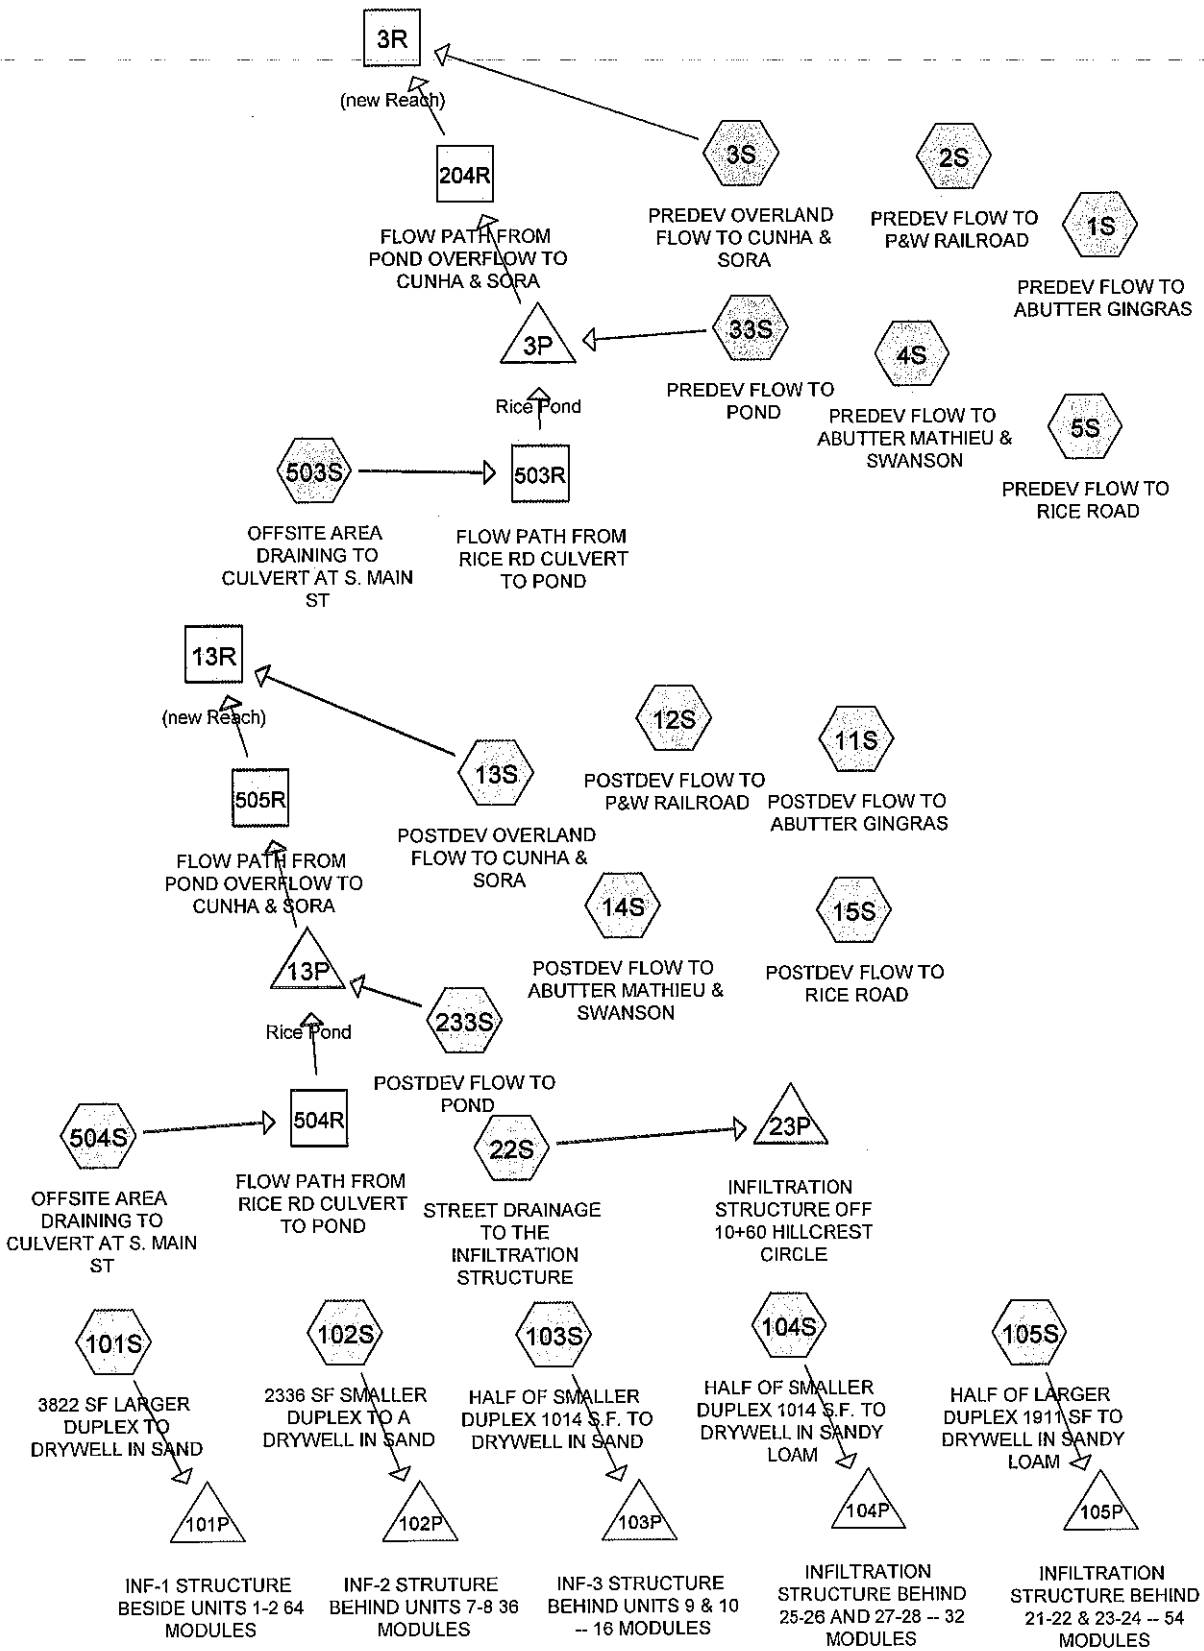 3R
(new Reach)
204R
FLOW PATH FROM
POND OVERFLOW TO
CUNHA & SORA
3S
PREDEV OVERLAND
FLOW TO CUNHA &
SORA
2S
PREDEV FLOW TO
P&W RAILROAD
1S
PREDEV FLOW TO
ABUTTER GINGRAS
3P
Rice Pond
33S
PREDEV FLOW TO
POND
4S
PREDEV FLOW TO
ABUTTER MATHIEU &
SWANSON
5S
PREDEV FLOW TO
RICE ROAD
503S
OFFSITE AREA
DRAINING TO
CULVERT AT S. MAIN
ST
503R
FLOW PATH FROM
RICE RD CULVERT
TO POND
13R
(new Reach)
505R
FLOW PATH FROM
POND OVERFLOW TO
CUNHA & SORA
13S
POSTDEV OVERLAND
FLOW TO CUNHA &
SORA
12S
POSTDEV FLOW TO
P&W RAILROAD
11S
POSTDEV FLOW TO
ABUTTER GINGRAS
13P
Rice Pond
14S
POSTDEV FLOW TO
ABUTTER MATHIEU &
SWANSON
15S
POSTDEV FLOW TO
RICE ROAD
233S
POSTDEV FLOW TO
POND
504S
OFFSITE AREA
DRAINING TO
CULVERT AT S. MAIN
ST
504R
FLOW PATH FROM
RICE RD CULVERT
TO POND
22S
STREET DRAINAGE
TO THE
INFILTRATION
STRUCTURE
23P
INFILTRATION
STRUCTURE OFF
10+60 HILLCREST
CIRCLE
101S
3822 SF LARGER
DUPLEX TO
DRYWELL IN SAND
102S
2336 SF SMALLER
DUPLEX TO A
DRYWELL IN SAND
103S
HALF OF SMALLER
DUPLEX 1014 S.F. TO
DRYWELL IN SAND
104S
HALF OF SMALLER
DUPLEX 1014 S.F. TO
DRYWELL IN SANDY
LOAM
105S
HALF OF LARGER
DUPLEX 1911 SF TO
DRYWELL IN SANDY
LOAM
101P
INF-1 STRUCTURE
BESIDE UNITS 1-2 64
MODULES
102P
INF-2 STRUTURE
BEHIND UNITS 7-8 36
MODULES
103P
INF-3 STRUCTURE
BEHIND UNITS 9 & 10
-- 16 MODULES
104P
INFILTRATION
STRUCTURE BEHIND
25-26 AND 27-28 -- 32
MODULES
105P
INFILTRATION
STRUCTURE BEHIND
21-22 & 23-24 -- 54
MODULES